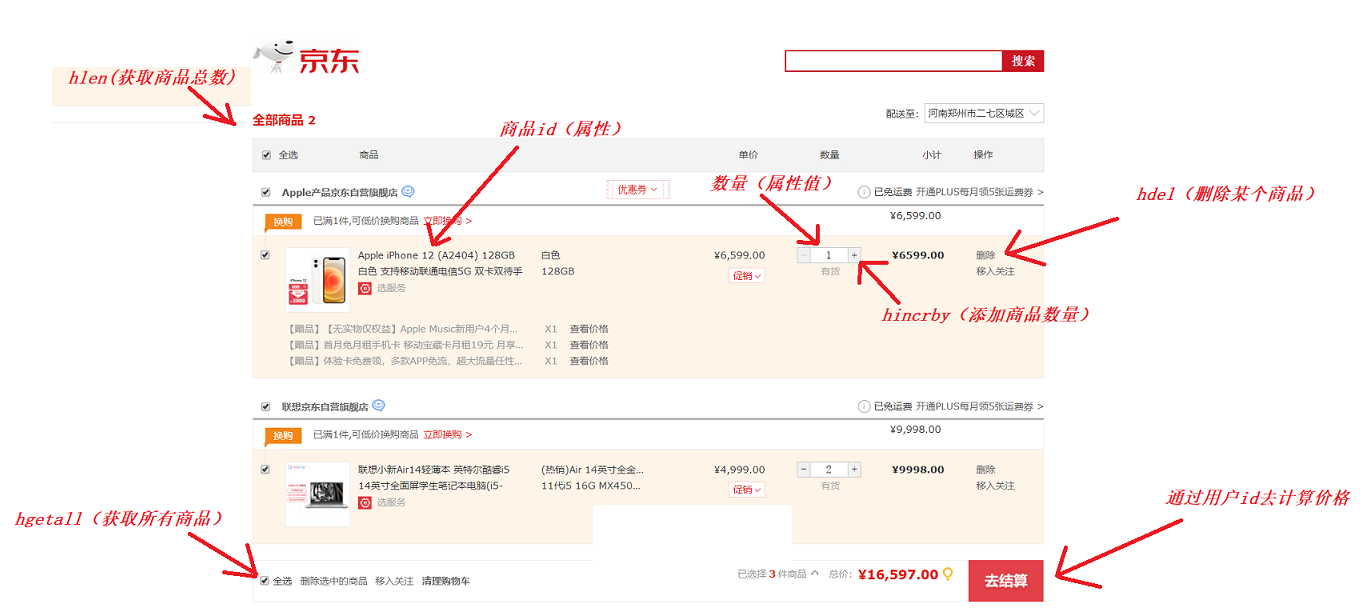 京东
搜索
hlen(获取商品总数)
全部商品 2
配送至: 河南郑州市二七区城区
商品id（属性）
全选 商品 单价 数量 小计 操作
数量（属性值）
Apple产品京东自营旗舰店 优惠券 已免运费 开通PLUS每月领5张运费券 >
hdel（删除某个商品）
换购 已满1件,可低价换购商品 立即换购 > ¥6,599.00
Apple iPhone 12 (A2404) 128GB 白色 ¥6,599.00 - 1 + ¥6599.00 删除
白色 支持移动联通电信5G 双卡双待手 128GB 促销 有货 移入关注
选服务
hincrby（添加商品数量）
【赠品】【无实物仅权益】Apple Music新用户4个月... X1 查看价格
【赠品】首月免月租手机卡 移动宝藏卡月租19元 月享... X1 查看价格
【赠品】体验卡免费领，多款APP免流，超大流量任性... X1 查看价格
联想京东自营旗舰店 已免运费 开通PLUS每月领5张运费券 >
换购 已满1件,可低价换购商品 立即换购 > ¥9,998.00
联想小新Air14轻薄本 英特尔酷睿i5 (热销)Air 14英寸全金... ¥4,999.00 - 2 + ¥9998.00 删除
14英寸全面屏学生笔记本电脑(i5- 11代i5 16G MX450... 促销 有货 移入关注
选服务
通过用户id去计算价格
hgetall（获取所有商品）
全选 删除选中的商品 移入关注 清理购物车 已选择 3 件商品 总价: ¥16,597.00 去结算